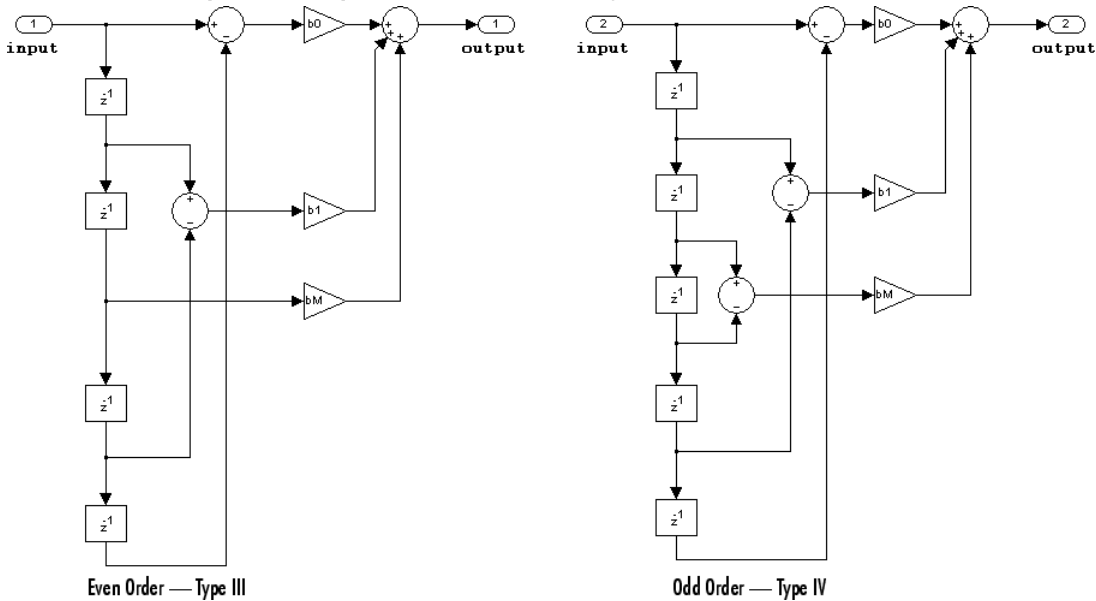 1
+
−
b0
+
+
+
1
input
output
z-1
+
−
z-1
b1
bM
z-1
z-1
Even Order — Type III
2
+
−
b0
+
+
+
2
input
output
z-1
+
−
z-1
b1
+
−
z-1
bM
z-1
z-1
Odd Order — Type IV